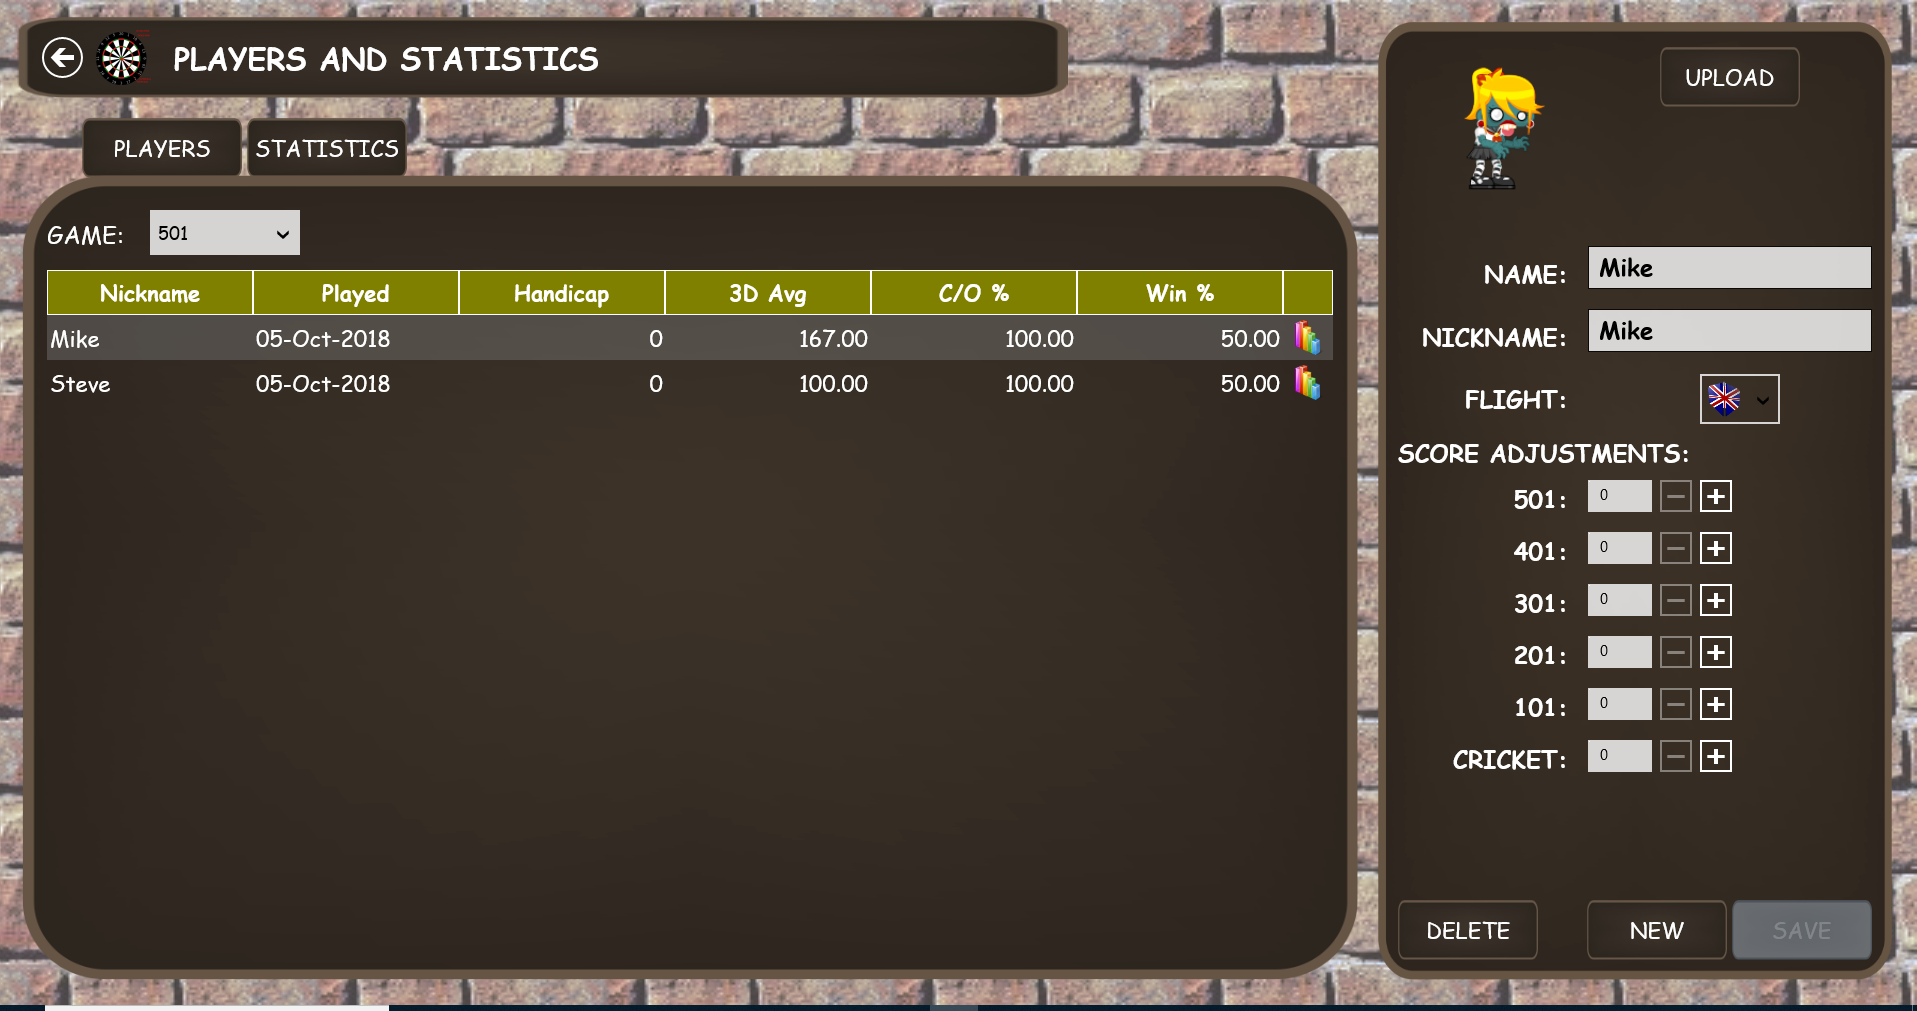 PLAYERS AND STATISTICS
PLAYERS
STATISTICS
GAME: 501
Nickname Played Handicap 3D Avg C/O % Win %
Mike 05-Oct-2018 0 167.00 100.00 50.00
Steve 05-Oct-2018 0 100.00 100.00 50.00
UPLOAD
NAME: Mike
NICKNAME: Mike
FLIGHT:
SCORE ADJUSTMENTS:
501: 0
401: 0
301: 0
201: 0
101: 0
CRICKET: 0
DELETE
NEW
SAVE